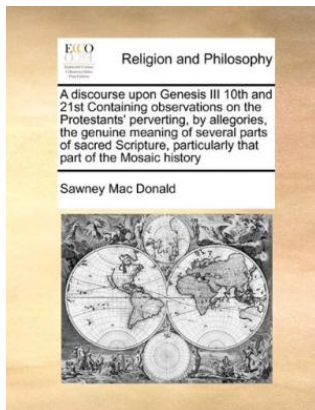 ECCO
Religion and Philosophy
A discourse upon Genesis III 10th and
21st Containing observations on the
Protestants' perverting, by allegories,
the genuine meaning of several parts
of sacred Scripture, particularly that
part of the Mosaic history
Sawney Mac Donald